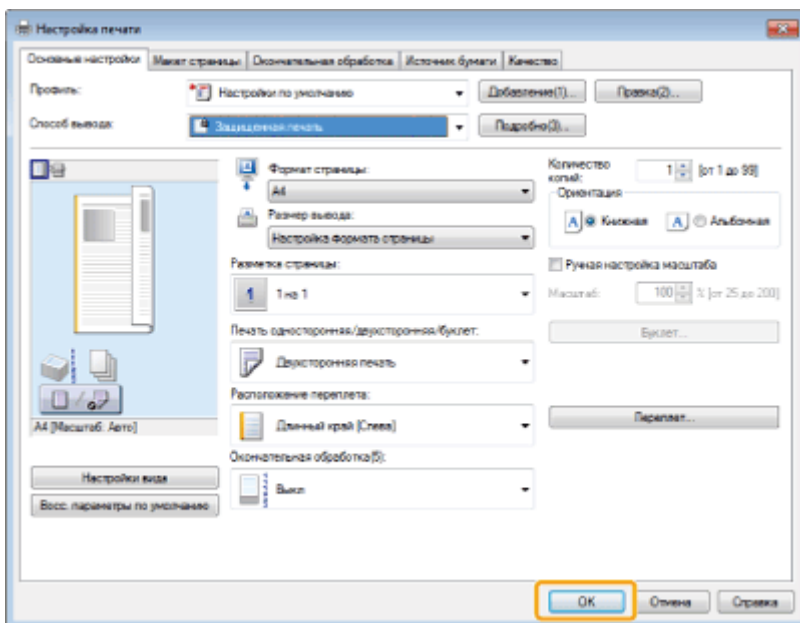 Настройка печати
Основные настройки Макет страницы Окончательная обработка Источник бумаги Качество
Профиль: Настройки по умолчанию Добавление(1)... Правка(2)...
Способ вывода: Защищенная печать Подробно(3)...
Формат страницы:
A4
Размер вывода:
Настройка формата страницы
Количество копий: 1 [от 1 до 99]
Ориентация
A Книжная A Альбомная
Разметка страницы:
1 1 на 1
Ручная настройка масштаба
Масштаб: 100 % [от 25 до 200]
Печать односторонняя/двухсторонняя/буклет:
Двухсторонняя печать
Буклет...
Расположение переплета:
Длинный край [Слева]
Переплет...
A4 [Масштаб: Авто]
Окончательная обработка(5):
Выкл
Настройки вида
Восс. параметры по умолчанию
OK Отмена Справка